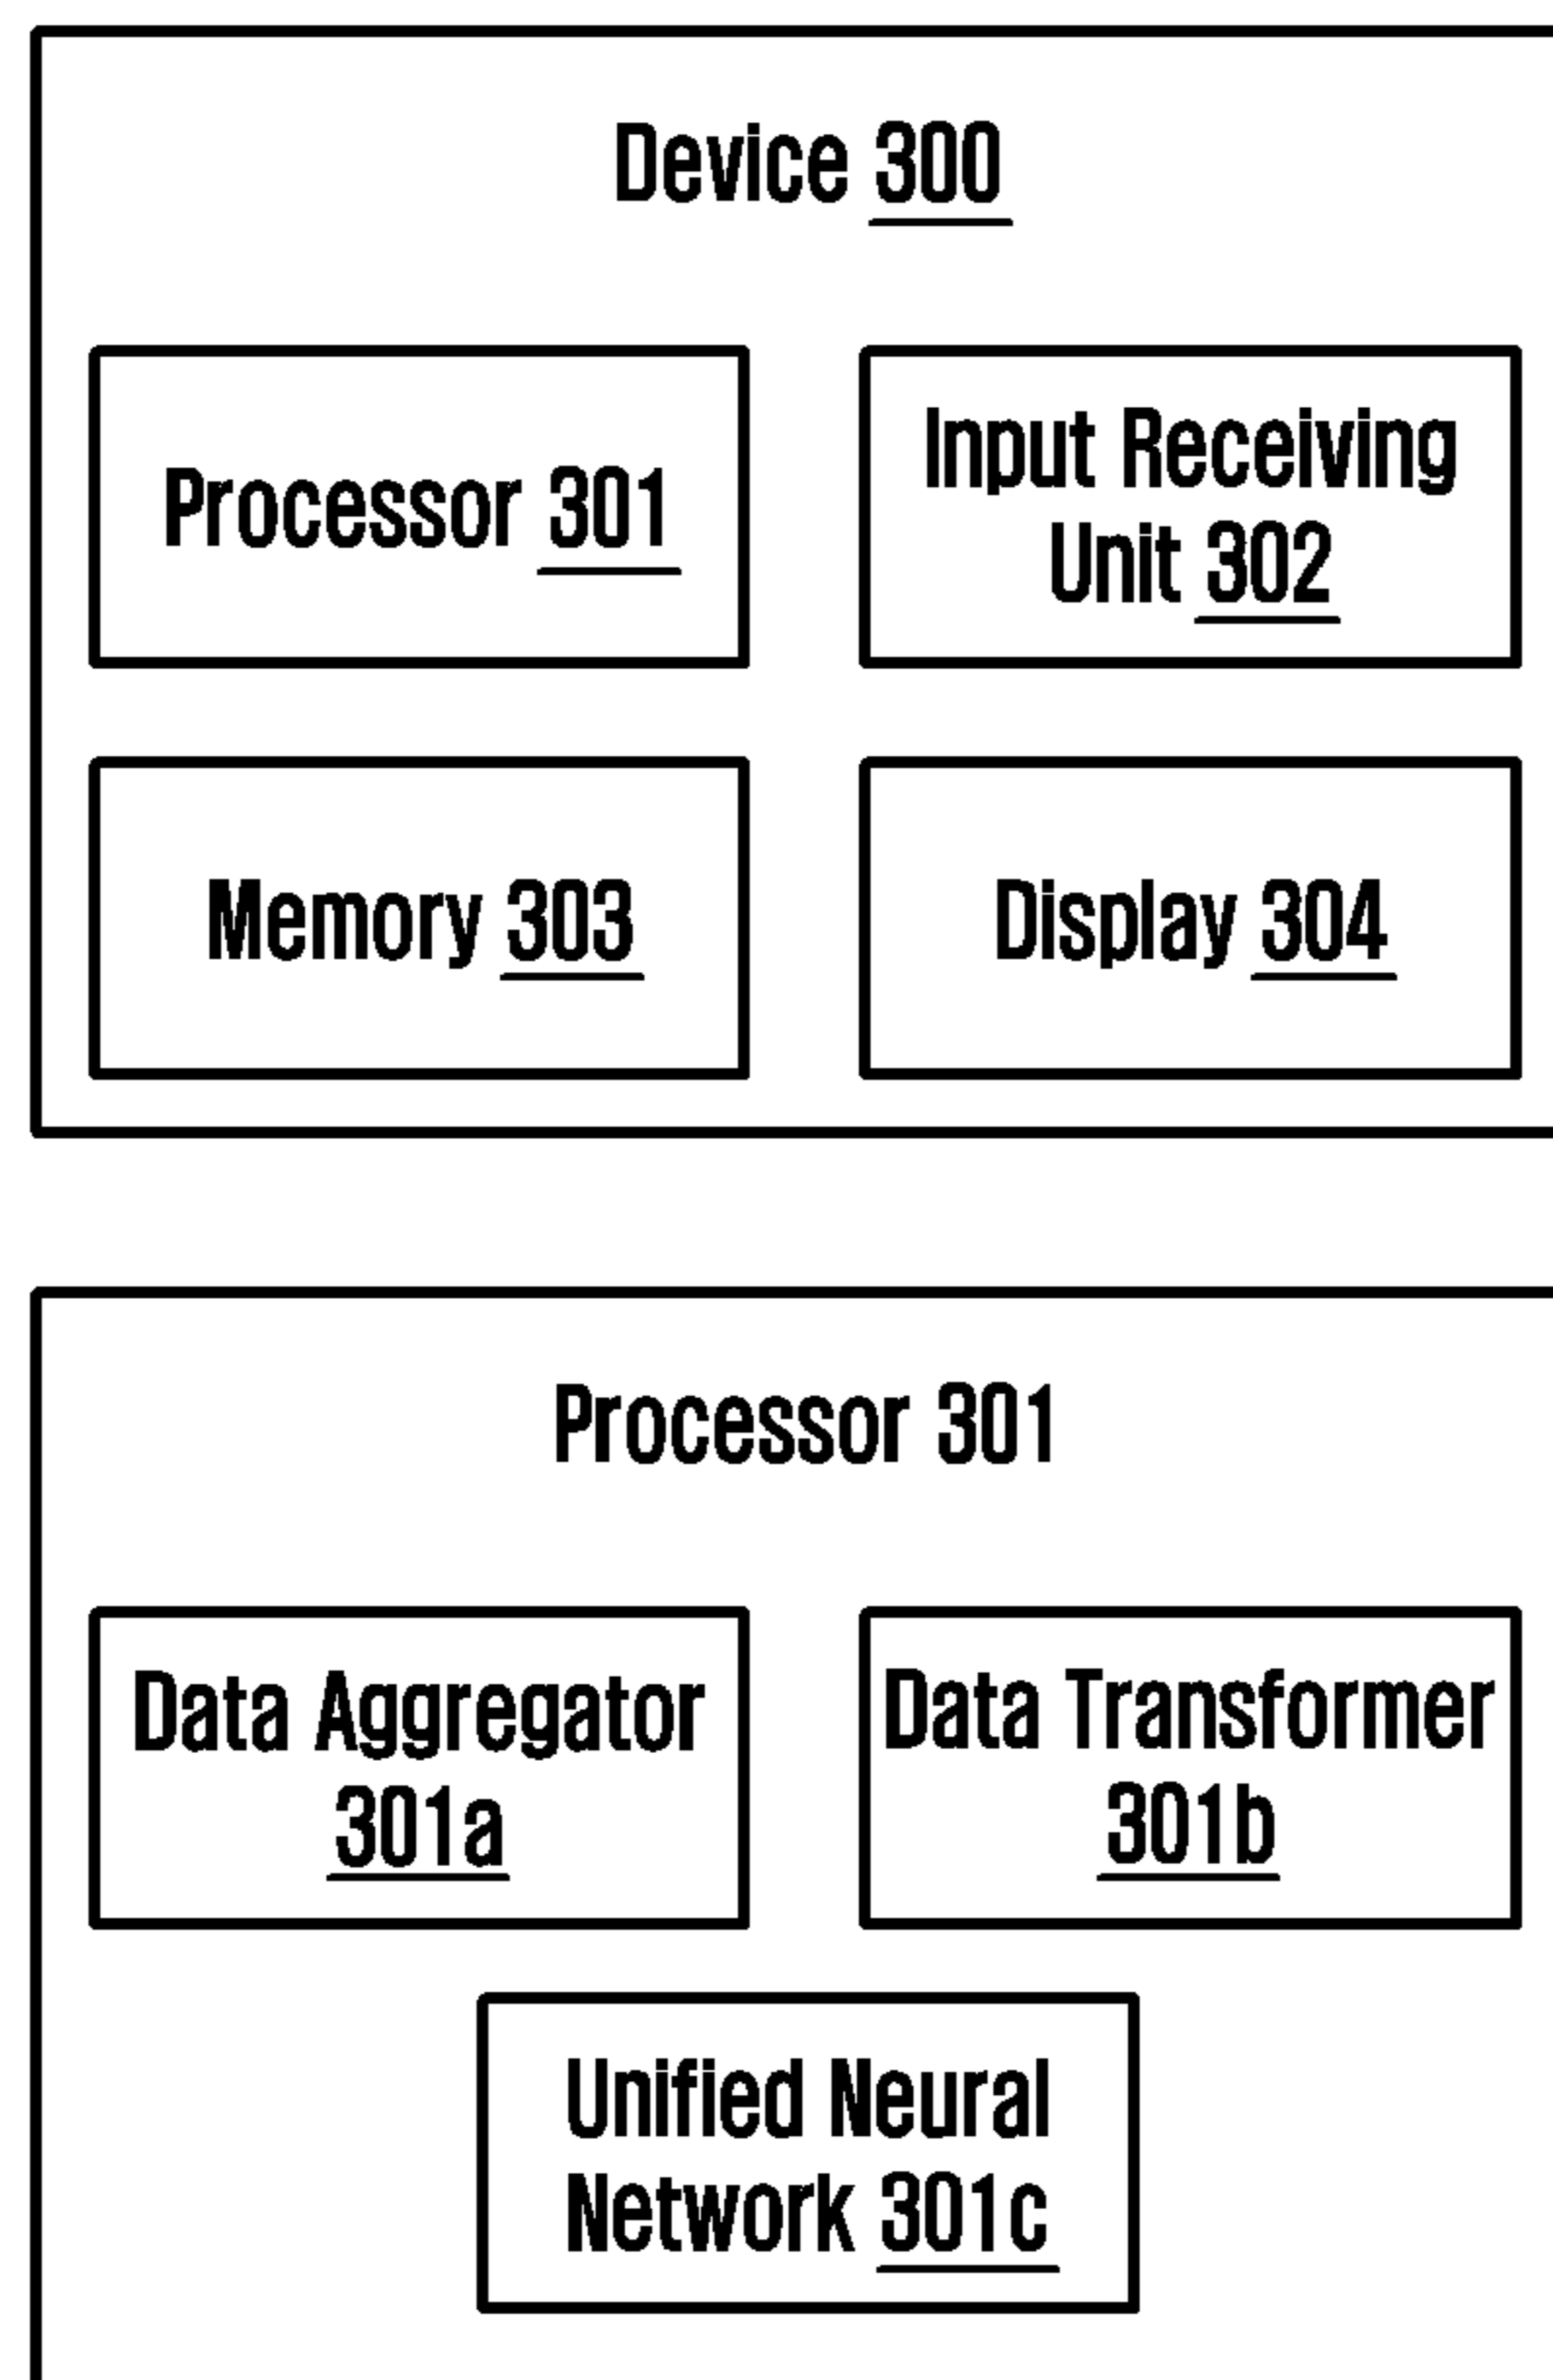 Device 300
Processor 301
Input Receiving
Unit 302
Memory 303
Display 304
Processor 301
Data Aggregator
301a
Data Transformer
301b
Unified Neural
Network 301c